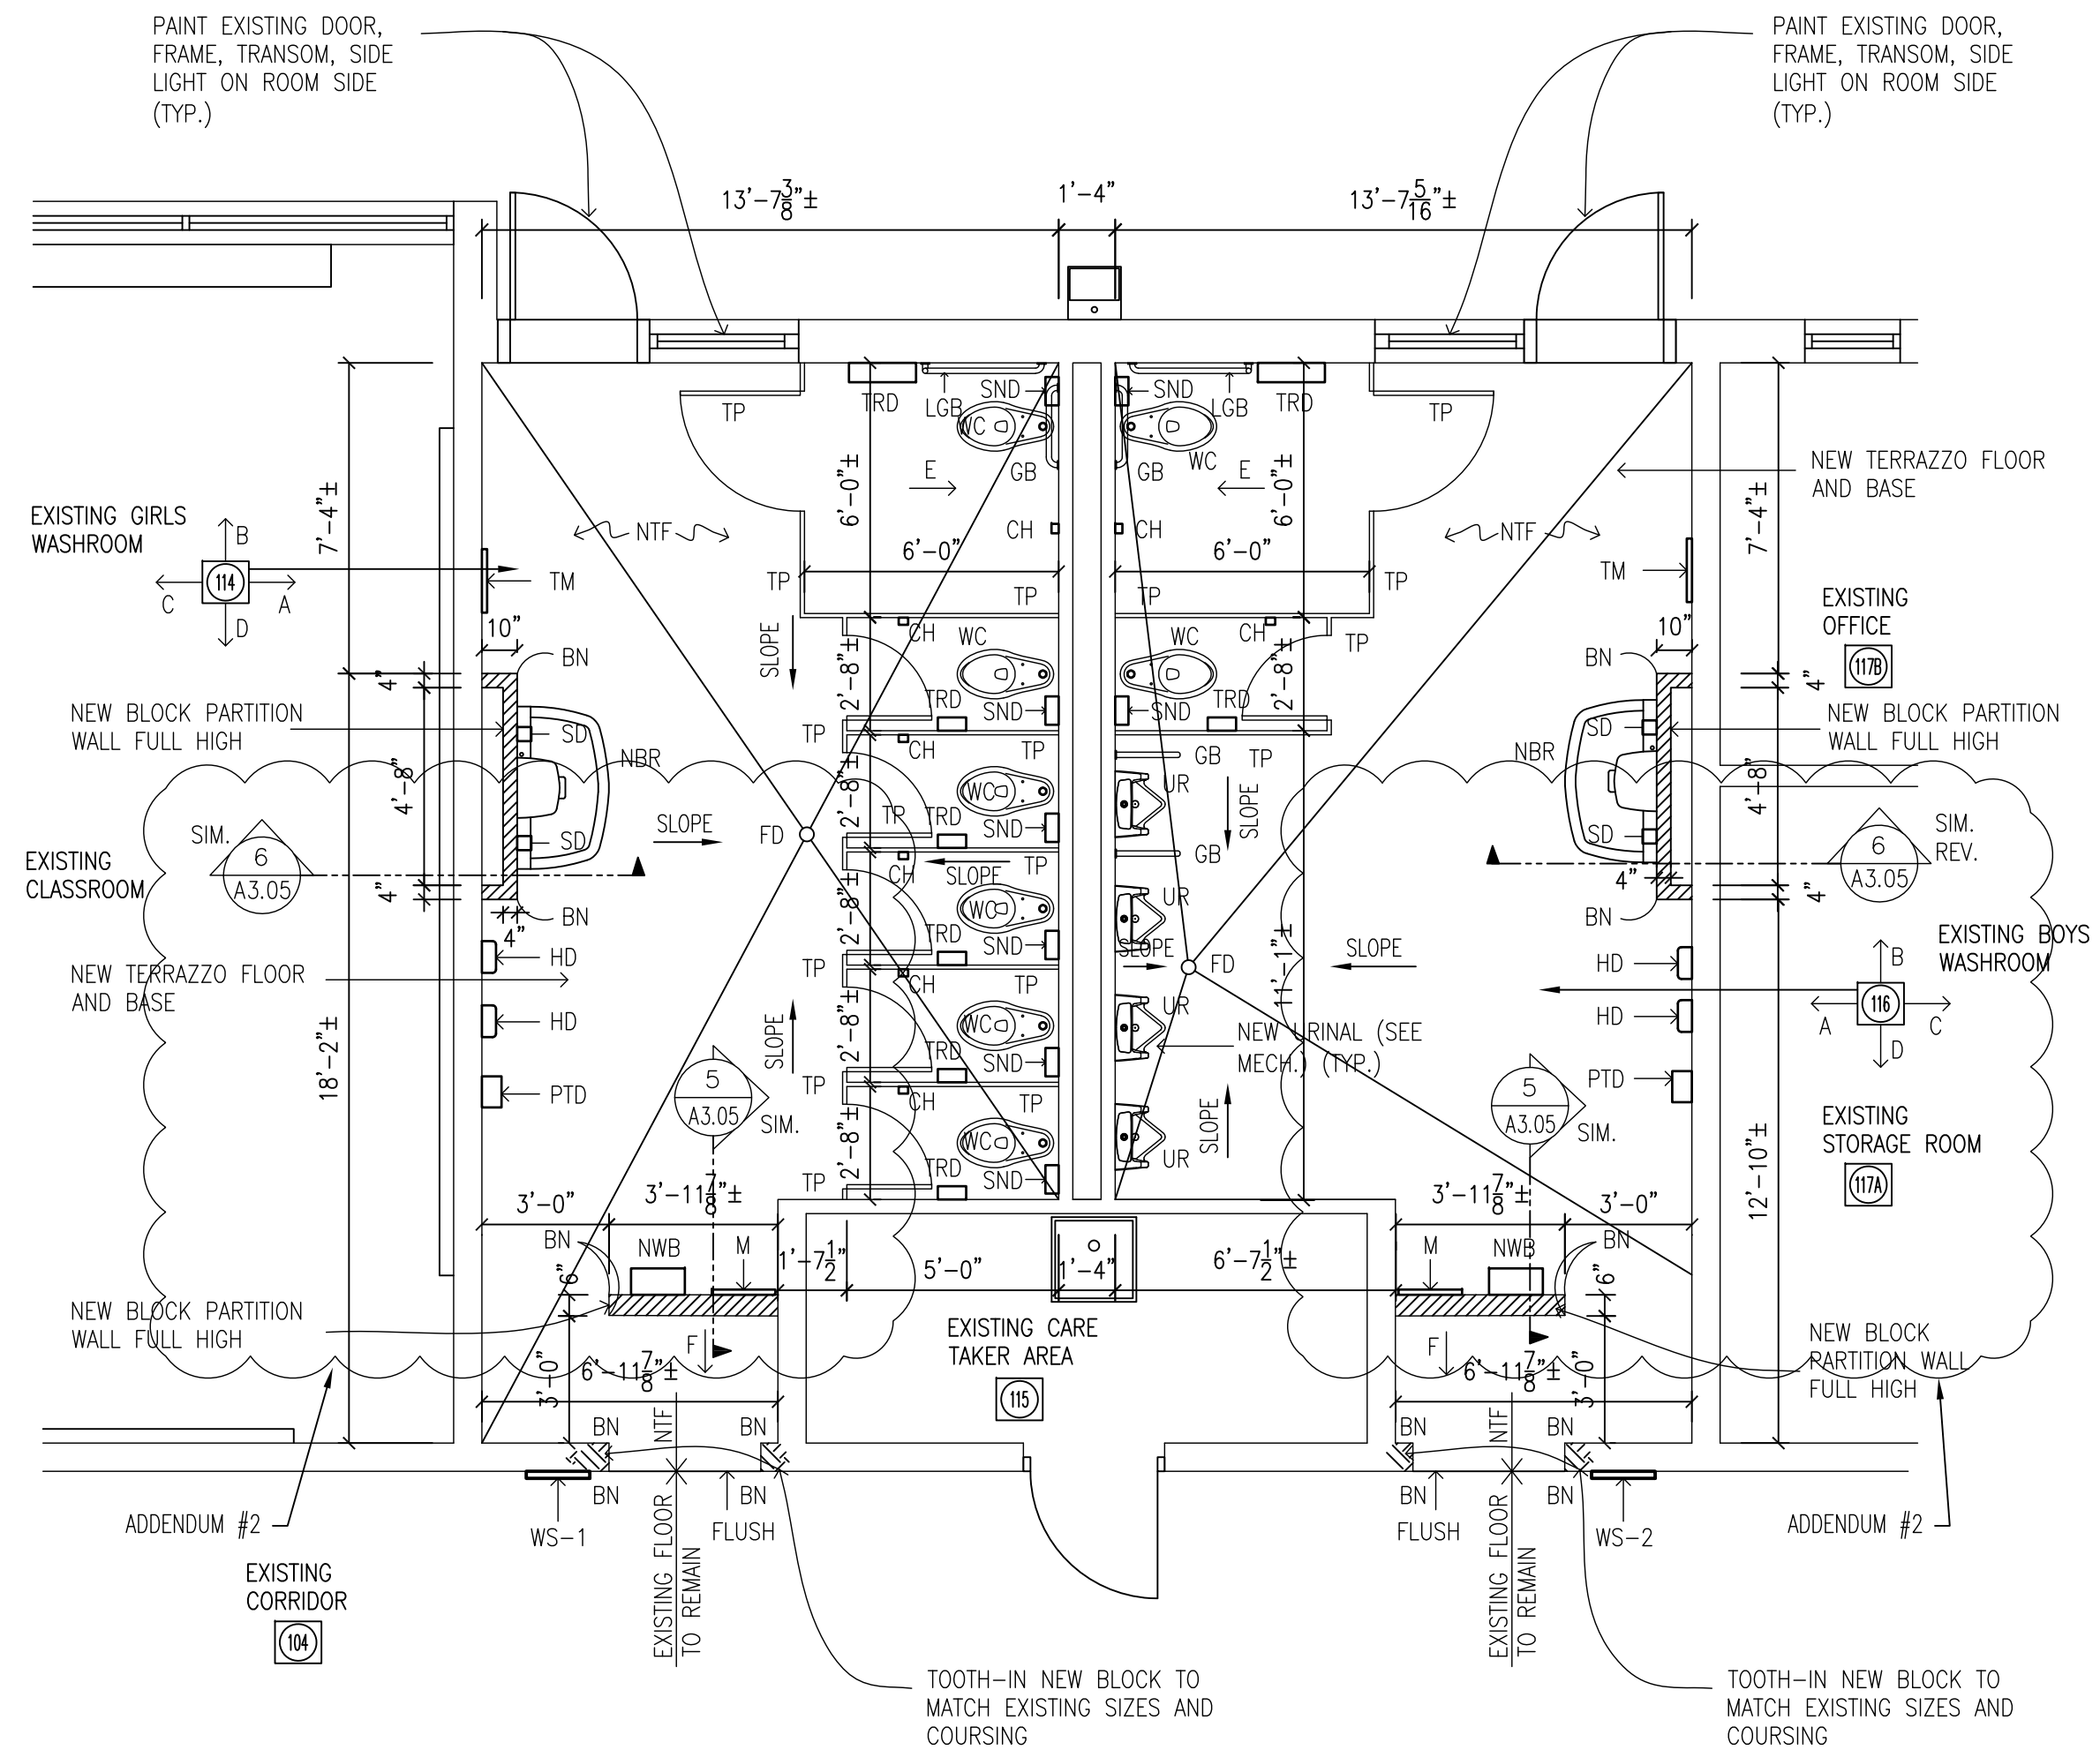 PAINT EXISTING DOOR,
FRAME, TRANSOM, SIDE
LIGHT ON ROOM SIDE
(TYP.)
PAINT EXISTING DOOR,
FRAME, TRANSOM, SIDE
LIGHT ON ROOM SIDE
(TYP.)
13'-7 3/8"±
1'-4"
13'-7 5/16"±
TP
TRD
LGB
SND
WC
GB
SND
LGB
TRD
WC
GB
TP
E
E
CH
CH
NTF
NTF
6'-0"±
6'-0"±
6'-0"
6'-0"
NEW TERRAZZO FLOOR
AND BASE
EXISTING GIRLS
WASHROOM
B
114
C
A
D
7'-4"±
7'-4"±
TM
TM
TP
TP
TP
TP
10"
10"
BN
BN
EXISTING
OFFICE
117B
SLOPE
CH
WC
WC
CH
TP
2'-8"±
2'-8"±
TRD
SND
SND
TRD
NEW BLOCK PARTITION
WALL FULL HIGH
4"
4'-8"
4"
SD
NBR
SD
4"
BN
NEW BLOCK PARTITION
WALL FULL HIGH
4"
4'-8"
4"
SD
NBR
SD
4"
BN
TP
CH
TP
GB
TP
2'-8"±
WC
UR
TP
TRD
SND
SLOPE
GB
SIM.
6
A3.05
SLOPE
FD
SIM.
REV.
6
A3.05
EXISTING
CLASSROOM
CH
SLOPE
TP
2'-8"±
WC
UR
TRD
SND
SLOPE
FD
SLOPE
TP
CH
TP
HD
HD
NEW TERRAZZO FLOOR
AND BASE
HD
HD
PTD
PTD
EXISTING BOYS
WASHROOM
B
116
A
C
D
18'-2"±
SLOPE
2'-8"±
WC
UR
TRD
SND
11'-1"±
NEW URINAL (SEE
MECH.) (TYP.)
5
A3.05
SIM.
5
A3.05
SIM.
TP
CH
TP
2'-8"±
WC
SLOPE
UR
TRD
SND
TP
EXISTING
STORAGE ROOM
117A
12'-10"±
3'-0"
3'-11 7/8"±
3'-11 7/8"±
3'-0"
BN
NWB
M
1'-7 1/2"
5'-0"
1'-4"
6'-7 1/2"±
M
NWB
BN
6"
6"
NEW BLOCK PARTITION
WALL FULL HIGH
F
EXISTING CARE
TAKER AREA
115
F
NEW BLOCK
PARTITION WALL
FULL HIGH
3'-0"
6'-11 7/8"±
6'-11 7/8"±
3'-0"
BN
NTF
BN
BN
NTF
BN
BN
BN
BN
BN
ADDENDUM #2
WS-1
EXISTING FLOOR
TO REMAIN
FLUSH
FLUSH
EXISTING FLOOR
TO REMAIN
WS-2
ADDENDUM #2
EXISTING
CORRIDOR
104
TOOTH-IN NEW BLOCK TO
MATCH EXISTING SIZES AND
COURSING
TOOTH-IN NEW BLOCK TO
MATCH EXISTING SIZES AND
COURSING